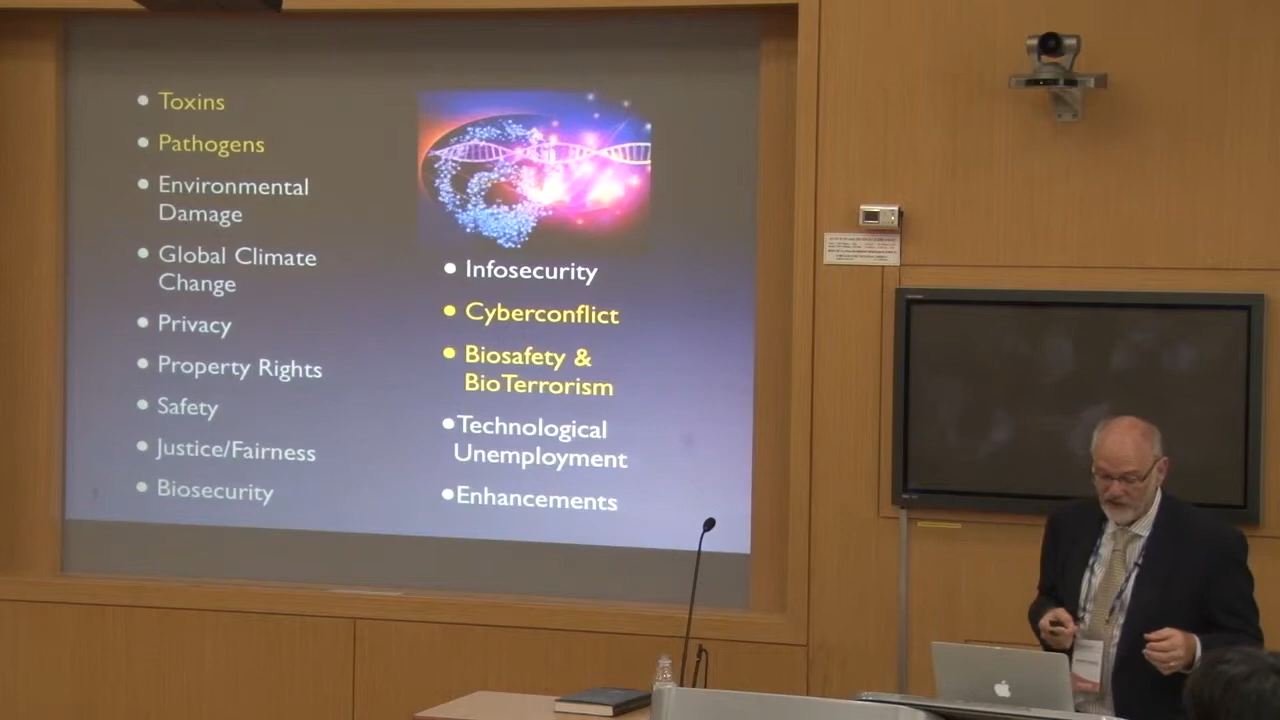 • Toxins
• Pathogens
• Environmental
Damage
• Global Climate
Change
• Privacy
• Property Rights
• Safety
• Justice/Fairness
• Biosecurity
• Infosecurity
• Cyberconflict
• Biosafety &
BioTerrorism
•Technological
Unemployment
•Enhancements